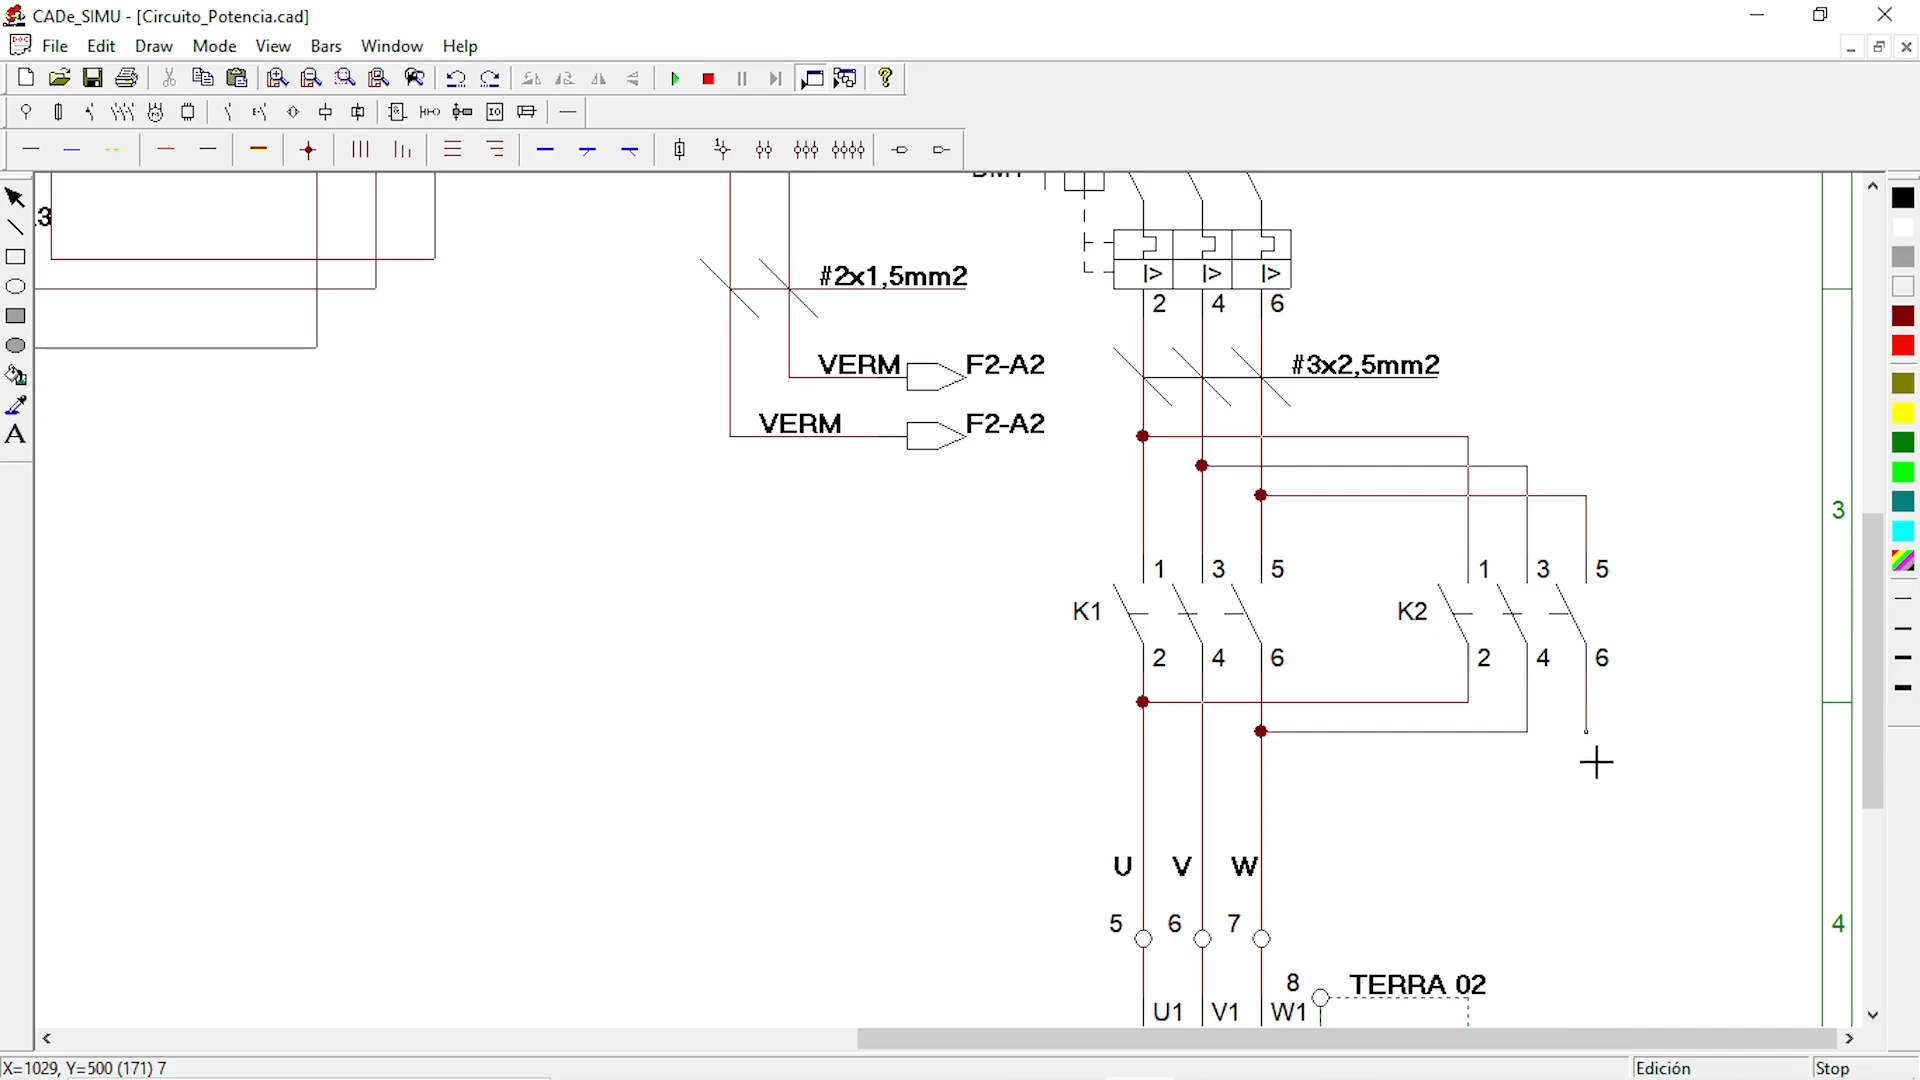 CADe_SIMU - [Circuito_Potencia.cad]
File Edit Draw Mode View Bars Window Help
.3
#2x1,5mm2
I> I> I>
2 4 6
VERM F2-A2
#3x2,5mm2
VERM F2-A2
3
1 3 5 1 3 5
K1 K2
2 4 6 2 4 6
U V W
5 6 7
4
8 TERRA 02
U1 V1 W1
X=1029, Y=500 (171) 7 Edición Stop